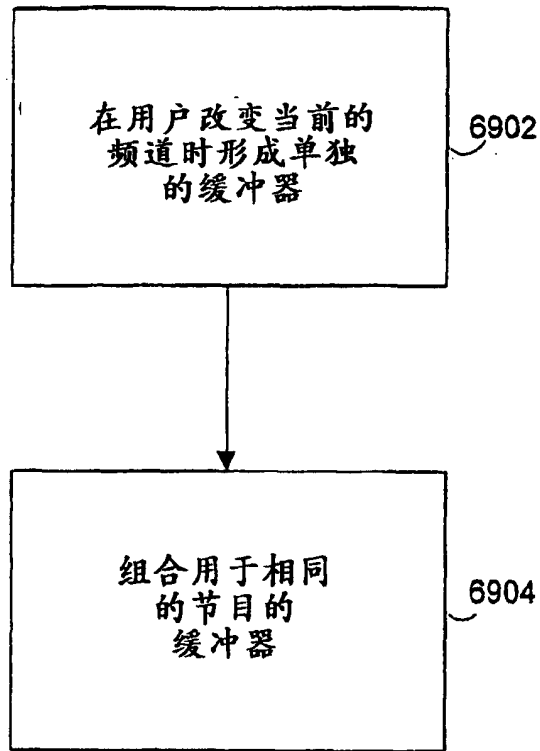 在用户改变当前的
频道时形成单独
的缓冲器
6902
组合用于相同
的节目的
缓冲器
6904